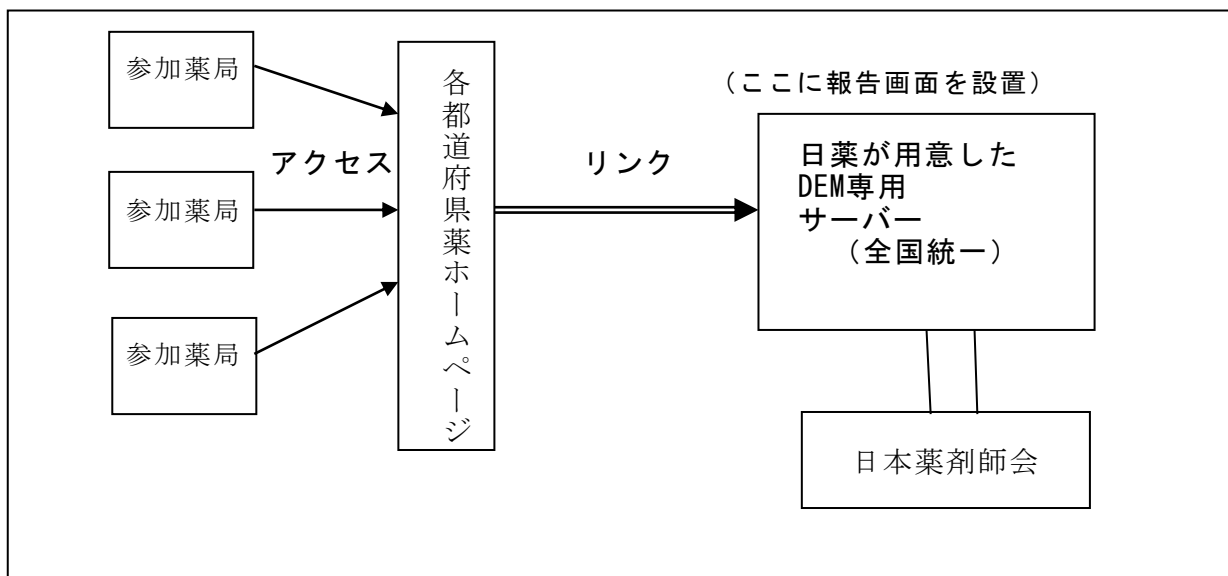 参加薬局
参加薬局
参加薬局
アクセス
各都道府県薬ホームページ
リンク
（ここに報告画面を設置）
日薬が用意した
DEM専用
サーバー
（全国統一）
日本薬剤師会